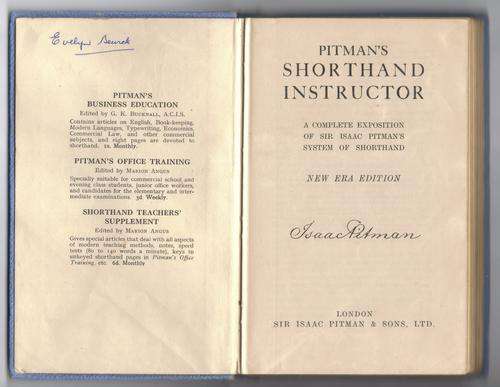 Evelyn
PITMAN'S
BUSINESS EDUCATION
Edited by G. K. BUCKNALL, A.C.I.S.
Contains articles on English, Book-keeping,
Modern Languages, Typewriting, Economics,
Commercial Law, and other commercial
subjects, and eight pages are devoted to
shorthand. 1s. Monthly.
PITMAN'S OFFICE TRAINING
Edited by MARION ANGUS
Specially suitable for commercial school and
evening class students, junior office workers,
and candidates for the elementary and inter-
mediate examinations. 3d Weekly.
SHORTHAND TEACHERS'
SUPPLEMENT
Edited by MARION ANGUS
Gives special articles that deal with all aspects
of modern teaching methods, notes, speed
tests (80 to 140 words a minute), keys to
unkeyed shorthand pages in Pitman's Office
Training, etc. 6d. Monthly
PITMAN'S
SHORTHAND
INSTRUCTOR
A COMPLETE EXPOSITION
OF SIR ISAAC PITMAN'S
SYSTEM OF SHORTHAND
NEW ERA EDITION
Isaac Pitman
LONDON
SIR ISAAC PITMAN & SONS, LTD.